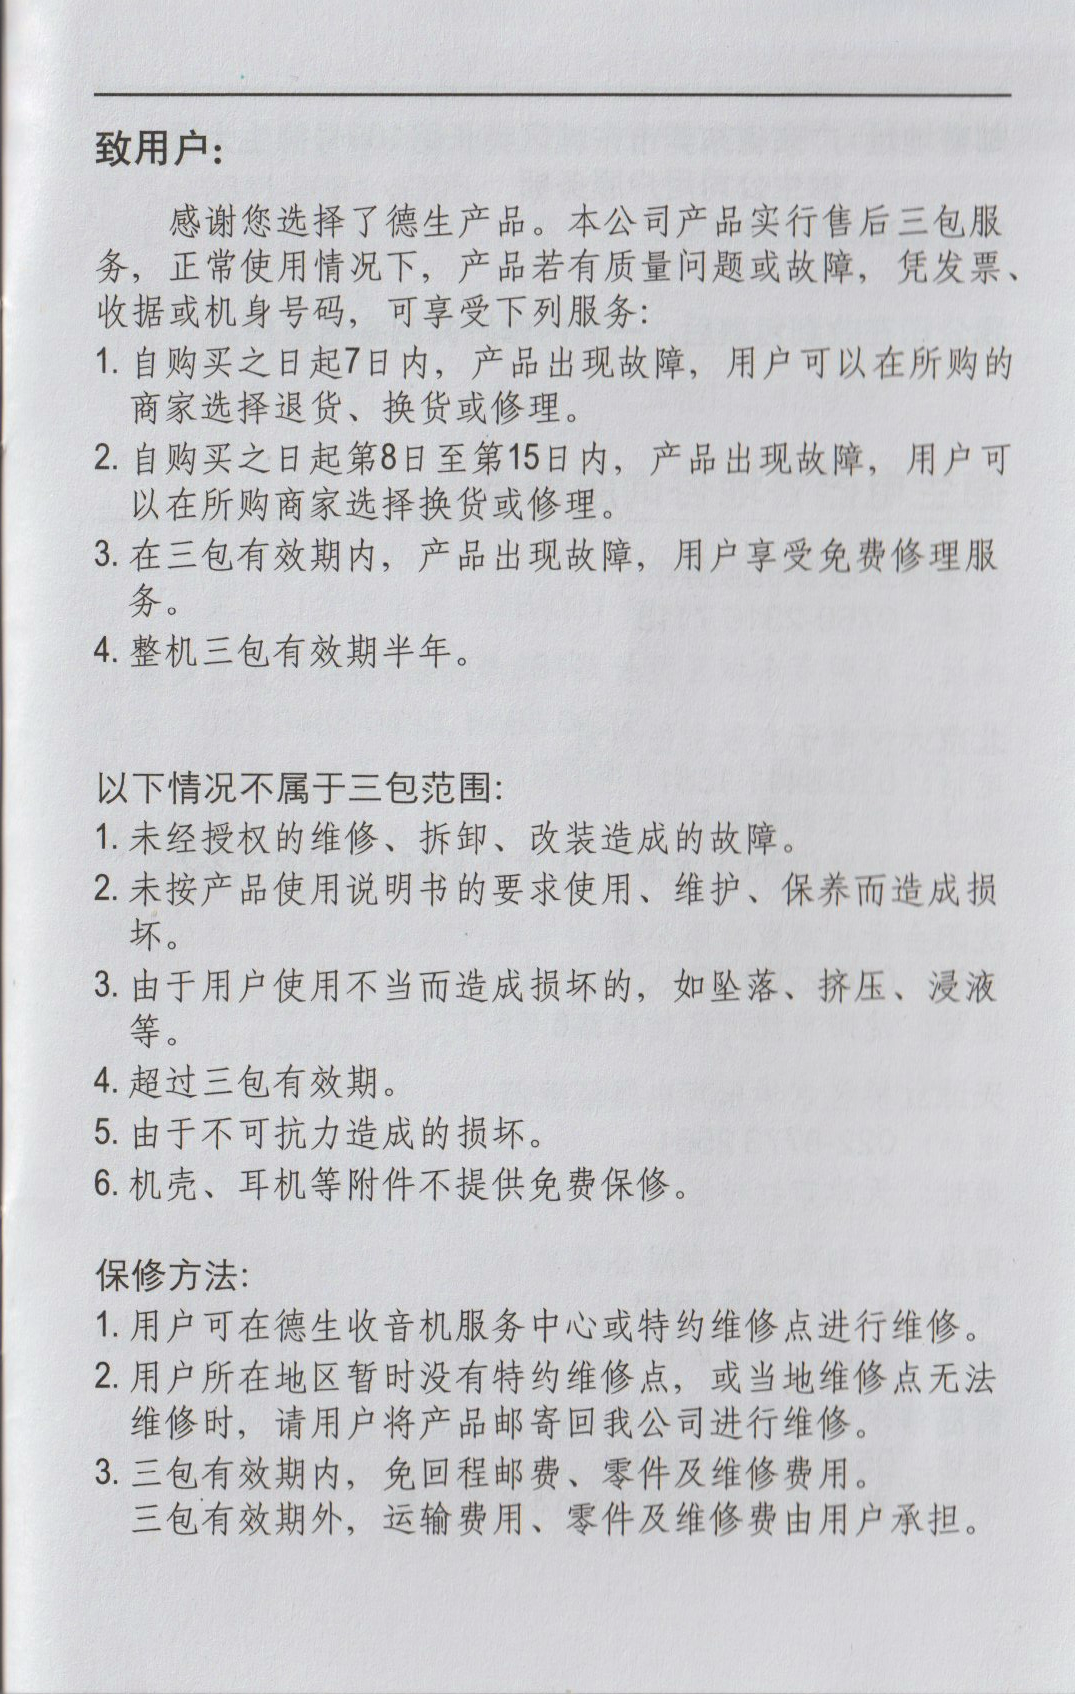 致用户:
感谢您选择了德生产品。本公司产品实行售后三包服
务，正常使用情况下，产品若有质量问题或故障，凭发票、
收据或机身号码，可享受下列服务:
1. 自购买之日起7日内，产品出现故障，用户可以在所购的
商家选择退货、换货或修理。
2. 自购买之日起第8日至第15日内，产品出现故障，用户可
以在所购商家选择换货或修理。
3. 在三包有效期内，产品出现故障，用户享受免费修理服
务。
4. 整机三包有效期半年。
以下情况不属于三包范围:
1. 未经授权的维修、拆卸、改装造成的故障。
2. 未按产品使用说明书的要求使用、维护、保养而造成损
坏。
3. 由于用户使用不当而造成损坏的，如坠落、挤压、浸液
等。
4. 超过三包有效期。
5. 由于不可抗力造成的损坏。
6. 机壳、耳机等附件不提供免费保修。
保修方法:
1. 用户可在德生收音机服务中心或特约维修点进行维修。
2. 用户所在地区暂时没有特约维修点，或当地维修点无法
维修时，请用户将产品邮寄回我公司进行维修。
3. 三包有效期内，免回程邮费、零件及维修费用。
三包有效期外，运输费用、零件及维修费由用户承担。